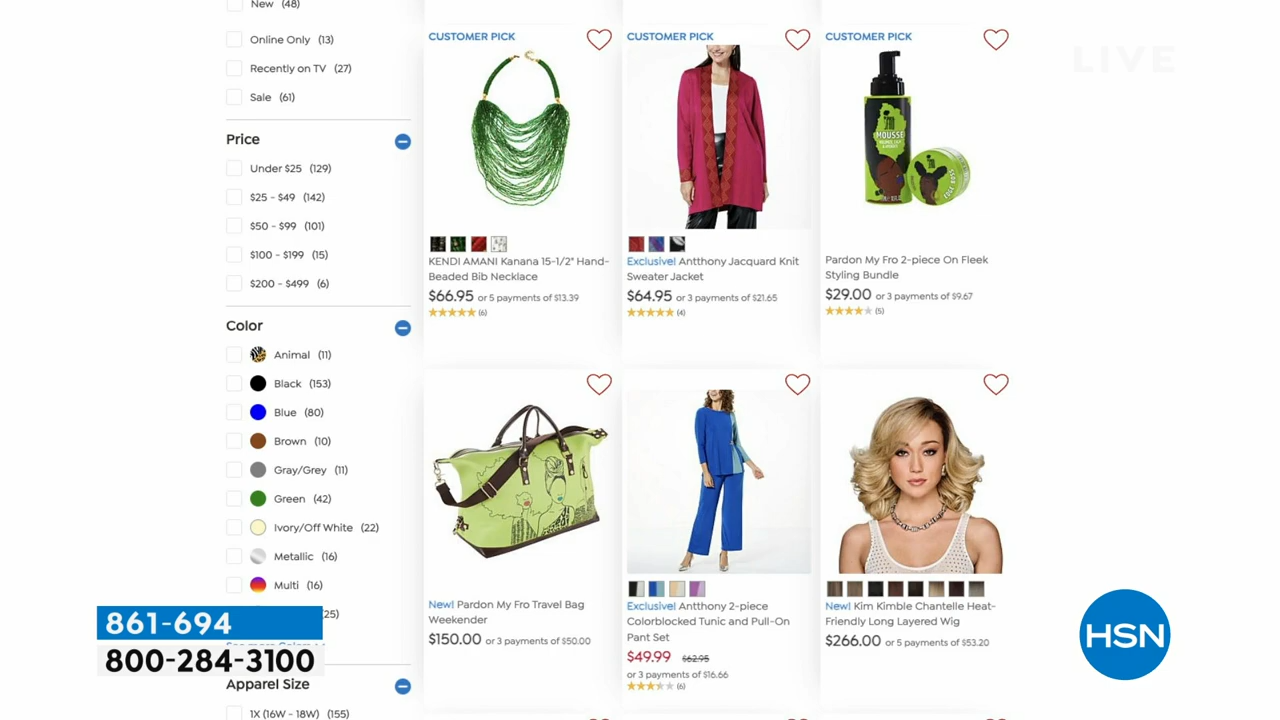 New (48)
Online Only (13)
Recently on TV (27)
Sale (61)
Price
Under $25 (129)
$25 - $49 (142)
$50 - $99 (101)
$100 - $199 (15)
$200 - $499 (6)
Color
Animal (11)
Black (153)
Blue (80)
Brown (10)
Gray/Grey (11)
Green (42)
Ivory/Off White (22)
Metallic (16)
Multi (16)
25)
861-694
800-284-3100
Apparel Size
1X (16W - 18W) (155)
CUSTOMER PICK
KENDI AMANI Kanana 15-1/2" Hand-
Beaded Bib Necklace
$66.95 or 5 payments of $13.39
(6)
CUSTOMER PICK
Exclusive! Antthony Jacquard Knit
Sweater Jacket
$64.95 or 3 payments of $21.65
(4)
CUSTOMER PICK
MOUSSE
EDGE BOSS
Pardon My Fro 2-piece On Fleek
Styling Bundle
$29.00 or 3 payments of $9.67
(5)
New! Pardon My Fro Travel Bag
Weekender
$150.00 or 3 payments of $50.00
Exclusive! Antthony 2-piece
Colorblocked Tunic and Pull-On
Pant Set
$49.99 $62.95
or 3 payments of $16.66
(6)
New! Kim Kimble Chantelle Heat-
Friendly Long Layered Wig
$266.00 or 5 payments of $53.20
LIVE
HSN